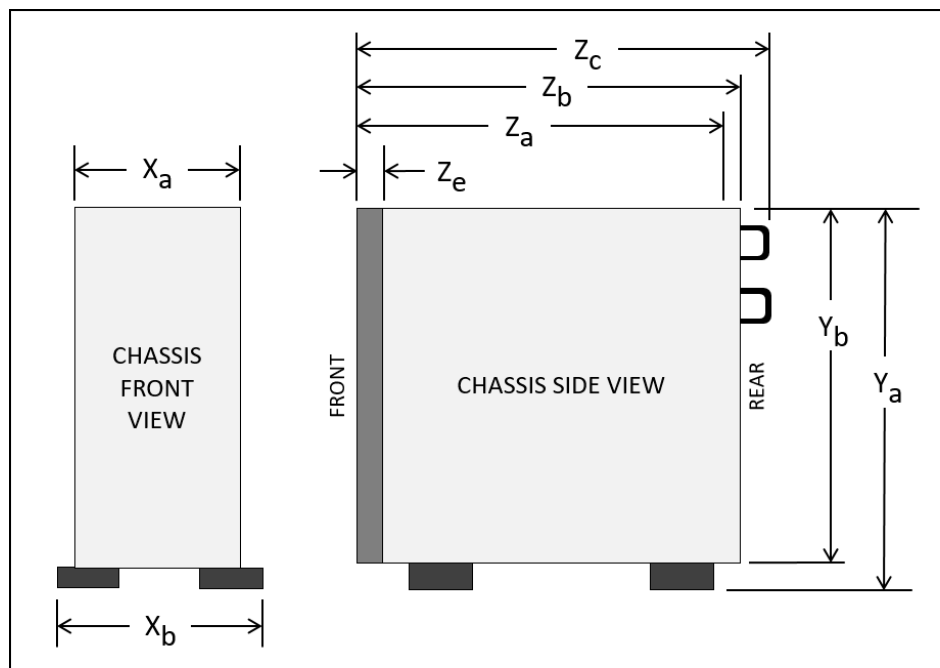 Zc
Zb
Za
Xa
Ze
CHASSIS
FRONT
VIEW
FRONT
CHASSIS SIDE VIEW
REAR
Yb
Ya
Xb